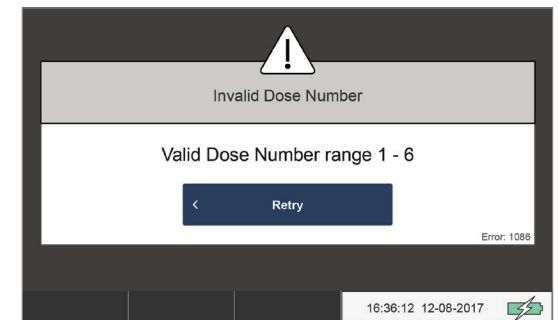 Invalid Dose Number
Valid Dose Number range 1 - 6
< Retry
Error: 1086
16:36:12 12-08-2017